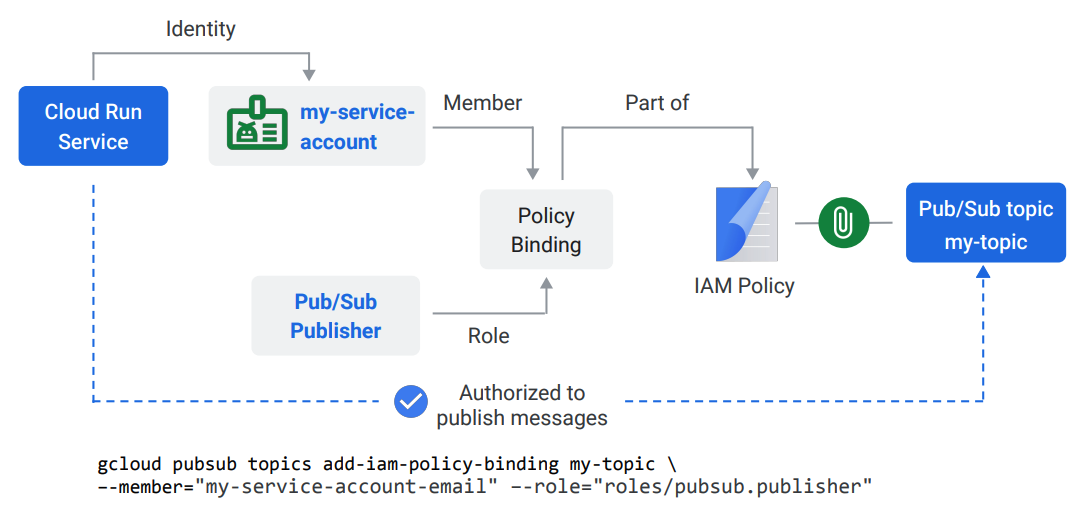 Identity
Cloud Run
Service
my-service-
account
Member
Part of
Policy
Binding
Pub/Sub topic
my-topic
IAM Policy
Pub/Sub
Publisher
Role
Authorized to
publish messages
gcloud pubsub topics add-iam-policy-binding my-topic \
--member="my-service-account-email" --role="roles/pubsub.publisher"